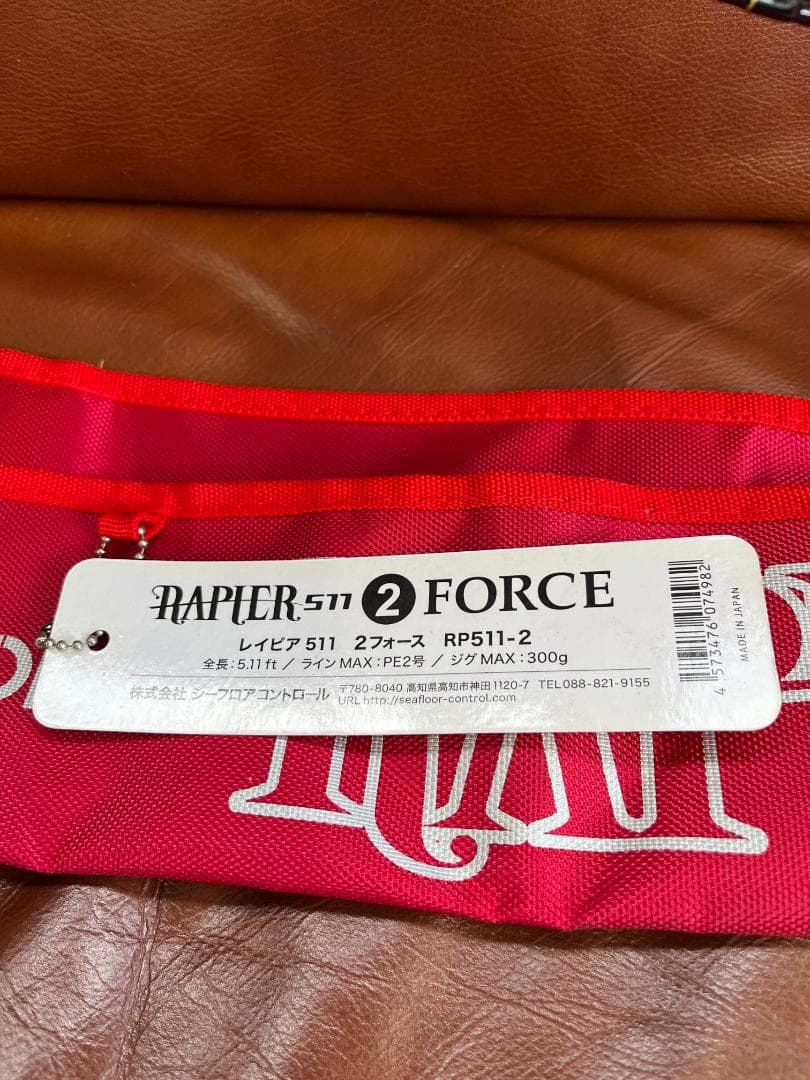 RAPIER 511 2 FORCE
レイピア 511 2フォース RP511-2
全長：5.11 ft ／ ライン MAX：PE2号 ／ ジグ MAX：300g
株式会社 シーフロアコントロール 〒780-8040 高知県高知市神田1120-7 TEL 088-821-9155
URL http://seafloor-control.com
4 573476 074982
MADE IN JAPAN